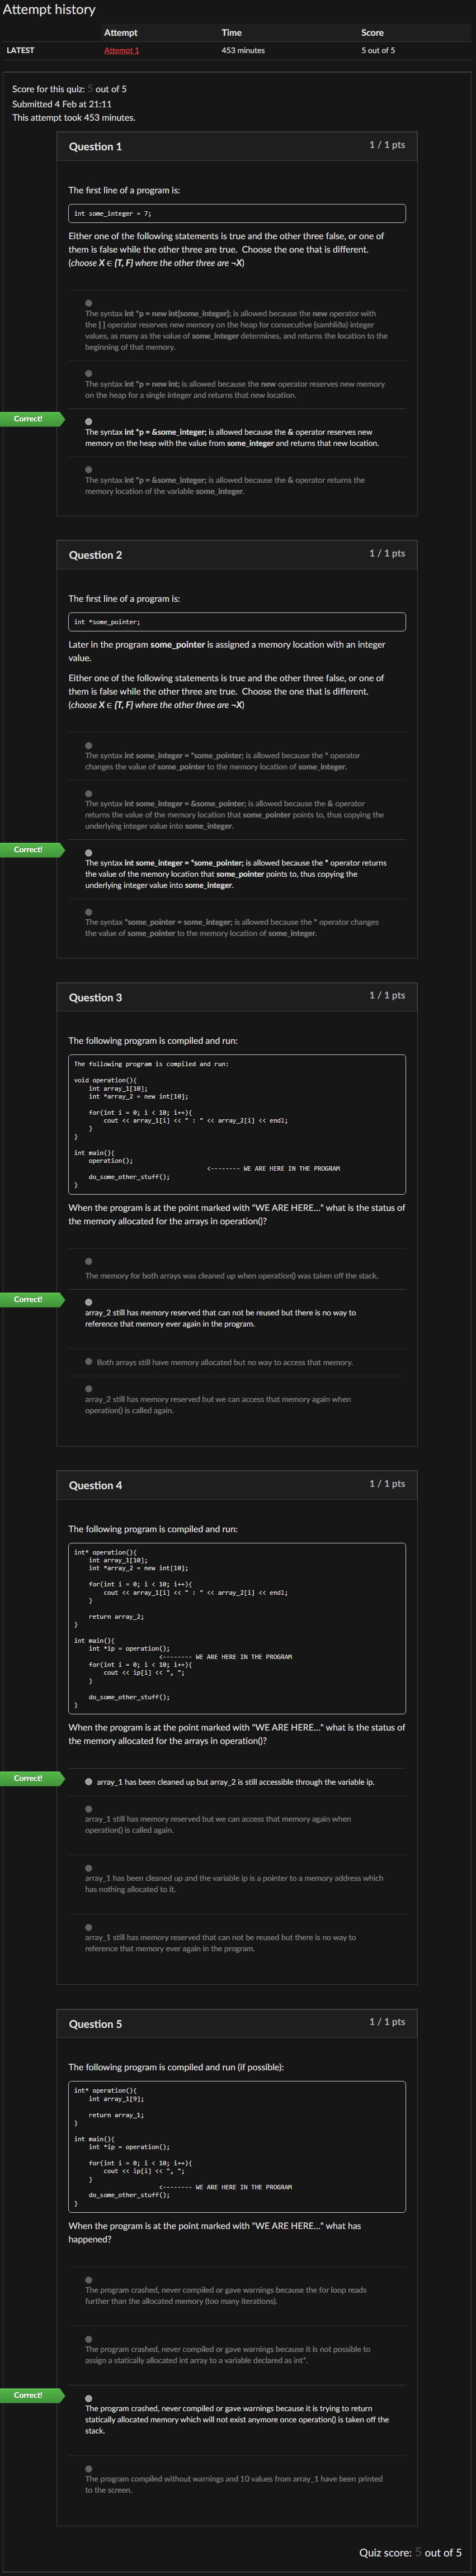 Attempt history
Attempt Time Score
LATEST Attempt 1 453 minutes 5 out of 5
Score for this quiz: 5 out of 5
Submitted 4 Feb at 21:11
This attempt took 453 minutes.
Question 1 1 / 1 pts
The first line of a program is:
int some_integer = 7;
Either one of the following statements is true and the other three false, or one of
them is false while the other three are true.  Choose the one that is different.
(choose X ∈ {T, F} where the other three are ¬X)
The syntax int *p = new int[some_integer]; is allowed because the new operator with
the [ ] operator reserves new memory on the heap for consecutive (samhliða) integer
values, as many as the value of some_integer determines, and returns the location to the
beginning of that memory.
The syntax int *p = new int; is allowed because the new operator reserves new memory
on the heap for a single integer and returns that new location.
Correct!
The syntax int *p = &some_integer; is allowed because the & operator reserves new
memory on the heap with the value from some_integer and returns that new location.
The syntax int *p = &some_integer; is allowed because the & operator returns the
memory location of the variable some_integer.
Question 2 1 / 1 pts
The first line of a program is:
int *some_pointer;
Later in the program some_pointer is assigned a memory location with an integer
value.
Either one of the following statements is true and the other three false, or one of
them is false while the other three are true.  Choose the one that is different.
(choose X ∈ {T, F} where the other three are ¬X)
The syntax int some_integer = *some_pointer; is allowed because the * operator
changes the value of some_pointer to the memory location of some_integer.
The syntax int some_integer = &some_pointer; is allowed because the & operator
returns the value of the memory location that some_pointer points to, thus copying the
underlying integer value into some_integer.
Correct!
The syntax int some_integer = *some_pointer; is allowed because the * operator returns
the value of the memory location that some_pointer points to, thus copying the
underlying integer value into some_integer.
The syntax *some_pointer = some_integer; is allowed because the * operator changes
the value of some_pointer to the memory location of some_integer.
Question 3 1 / 1 pts
The following program is compiled and run:
The following program is compiled and run:
void operation(){
int array_1[10];
int *array_2 = new int[10];
for(int i = 0; i < 10; i++){
cout << array_1[i] << " : " << array_2[i] << endl;
}
}
int main(){
operation();
<-------- WE ARE HERE IN THE PROGRAM
do_some_other_stuff();
}
When the program is at the point marked with "WE ARE HERE..." what is the status of
the memory allocated for the arrays in operation()?
The memory for both arrays was cleaned up when operation() was taken off the stack.
Correct!
array_2 still has memory reserved that can not be reused but there is no way to
reference that memory ever again in the program.
Both arrays still have memory allocated but no way to access that memory.
array_2 still has memory reserved but we can access that memory again when
operation() is called again.
Question 4 1 / 1 pts
The following program is compiled and run:
int* operation(){
int array_1[10];
int *array_2 = new int[10];
for(int i = 0; i < 10; i++){
cout << array_1[i] << " : " << array_2[i] << endl;
}
return array_2;
}
int main(){
int *ip = operation();
<-------- WE ARE HERE IN THE PROGRAM
for(int i = 0; i < 10; i++){
cout << ip[i] << ", ";
}
do_some_other_stuff();
}
When the program is at the point marked with "WE ARE HERE..." what is the status of
the memory allocated for the arrays in operation()?
Correct! array_1 has been cleaned up but array_2 is still accessible through the variable ip.
array_1 still has memory reserved but we can access that memory again when
operation() is called again.
array_1 has been cleaned up and the variable ip is a pointer to a memory address which
has nothing allocated to it.
array_1 still has memory reserved that can not be reused but there is no way to
reference that memory ever again in the program.
Question 5 1 / 1 pts
The following program is compiled and run (if possible):
int* operation(){
int array_1[9];
return array_1;
}
int main(){
int *ip = operation();
for(int i = 0; i < 10; i++){
cout << ip[i] << ", ";
}
<-------- WE ARE HERE IN THE PROGRAM
do_some_other_stuff();
}
When the program is at the point marked with "WE ARE HERE..." what has
happened?
The program crashed, never compiled or gave warnings because the for loop reads
further than the allocated memory (too many iterations).
The program crashed, never compiled or gave warnings because it is not possible to
assign a statically allocated int array to a variable declared as int*.
Correct!
The program crashed, never compiled or gave warnings because it is trying to return
statically allocated memory which will not exist anymore once operation() is taken off the
stack.
The program compiled without warnings and 10 values from array_1 have been printed
to the screen.
Quiz score: 5 out of 5